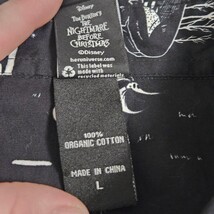 Disney
Tim Burton's
THE
NIGHTMARE
BEFORE
CHRISTMAS
©Disney
heruniverse.com
This label was
made with
recycled materials
100%
ORGANIC COTTON
MADE IN CHINA
L